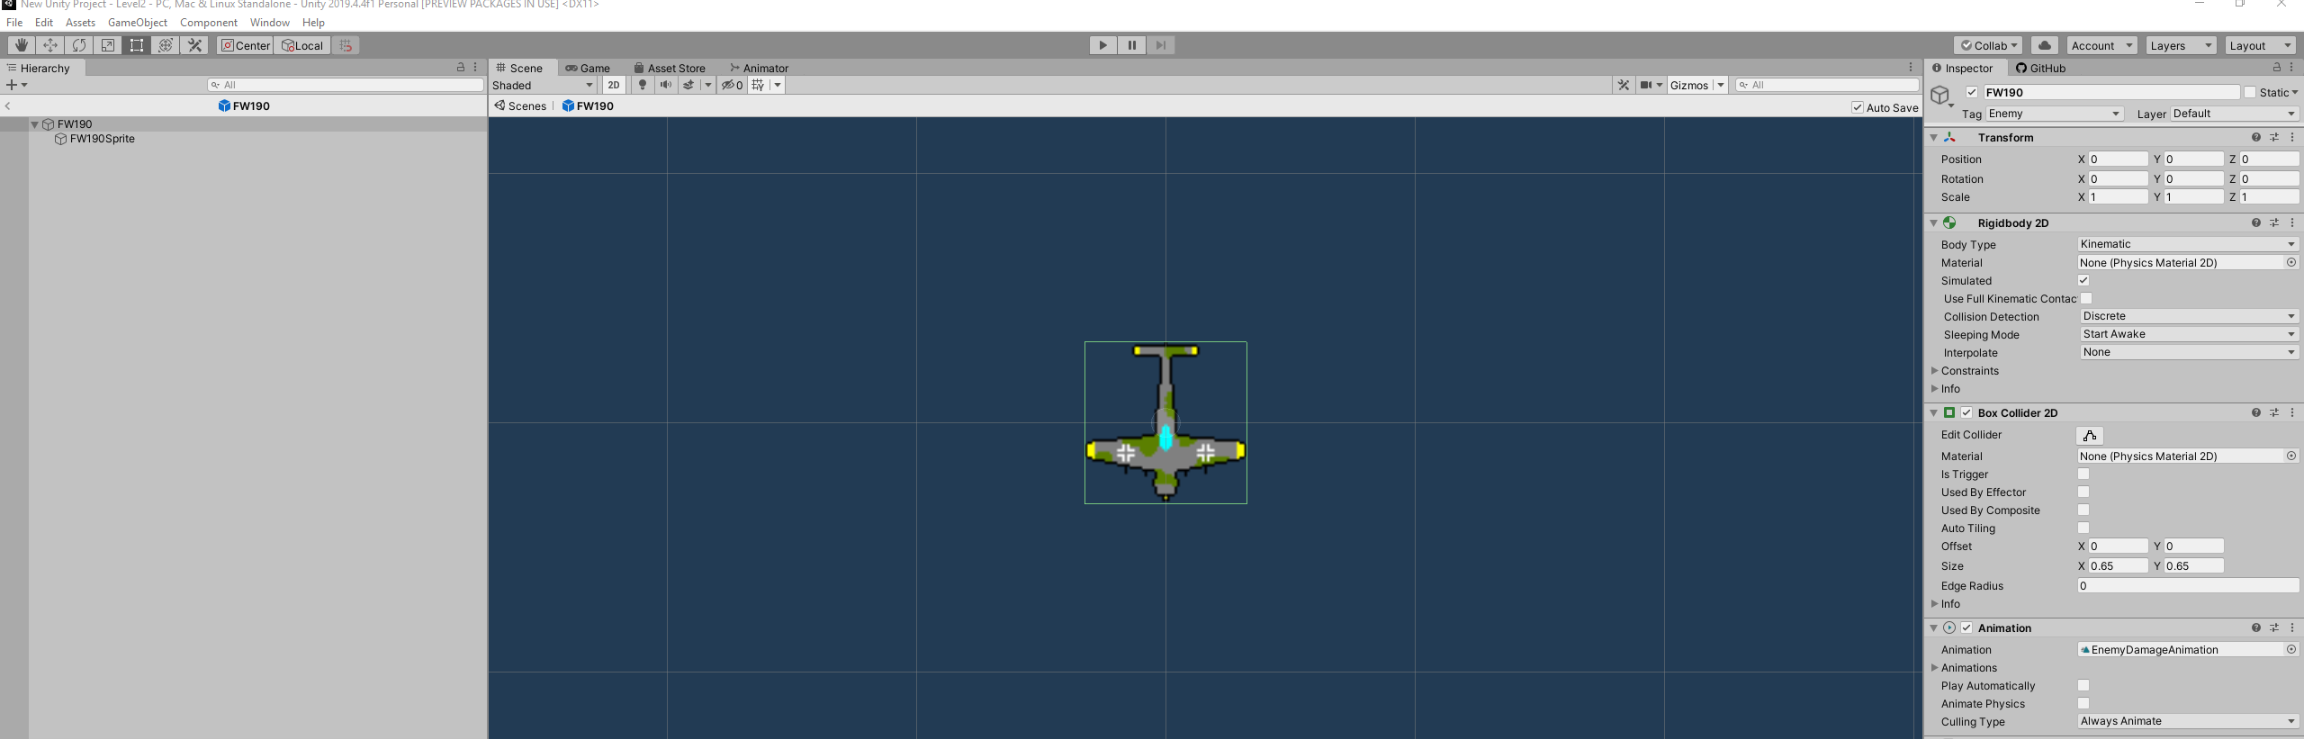 New Unity Project - Level2 - PC, Mac & Linux Standalone - Unity 2019.4.4f1 Personal [PREVIEW PACKAGES IN USE] <DX11>
File Edit Assets GameObject Component Window Help
Center Local Collab Account Layers Layout
Hierarchy
All
FW190
FW190
FW190Sprite
Scene Game Asset Store Animator
Shaded 2D 0 Gizmos All
Scenes FW190 Auto Save
Inspector GitHub
FW190 Static
Tag Enemy Layer Default
Transform
Position X 0 Y 0 Z 0
Rotation X 0 Y 0 Z 0
Scale X 1 Y 1 Z 1
Rigidbody 2D
Body Type Kinematic
Material None (Physics Material 2D)
Simulated
Use Full Kinematic Contac
Collision Detection Discrete
Sleeping Mode Start Awake
Interpolate None
Constraints
Info
Box Collider 2D
Edit Collider
Material None (Physics Material 2D)
Is Trigger
Used By Effector
Used By Composite
Auto Tiling
Offset X 0 Y 0
Size X 0.65 Y 0.65
Edge Radius 0
Info
Animation
Animation EnemyDamageAnimation
Animations
Play Automatically
Animate Physics
Culling Type Always Animate